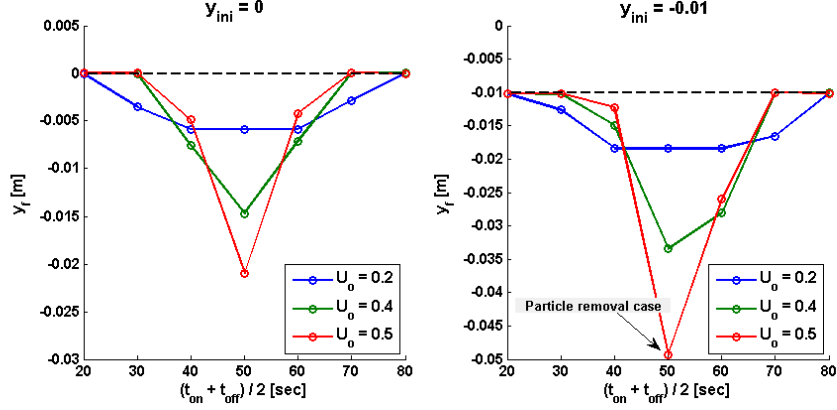 y_ini = 0
0.005
0
-0.005
-0.01
-0.015
-0.02
-0.025
-0.03
y_f [m]
20 30 40 50 60 70 80
(t_on + t_off) / 2 [sec]
U_o = 0.2
U_o = 0.4
U_o = 0.5
y_ini = -0.01
0
-0.005
-0.010
-0.015
-0.020
-0.025
-0.03
-0.035
-0.04
-0.045
-0.05
y_f [m]
20 30 40 50 60 70 80
(t_on + t_off) / 2 [sec]
Particle removal case
U_o = 0.2
U_o = 0.4
U_o = 0.5